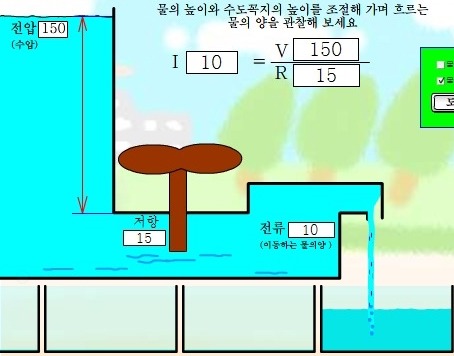 물의 높이와 수도꼭지의 높이를 조절해 가며 흐르는
물의 양을 관찰해 보세요
전압 150
(수압)
I 10 = V 150
R 15
저항
15
전류 10
(이동하는 물의양)